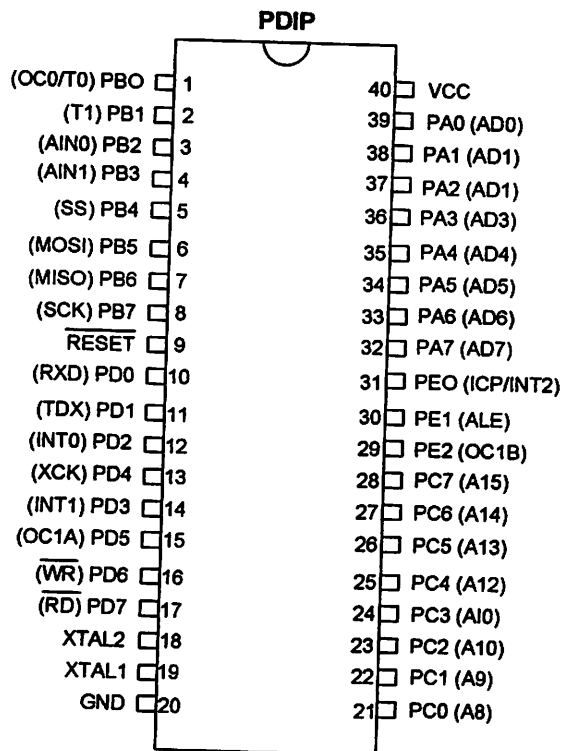 PDIP
(OC0/T0) PBO 1
(T1) PB1 2
(AIN0) PB2 3
(AIN1) PB3 4
(SS) PB4 5
(MOSI) PB5 6
(MISO) PB6 7
(SCK) PB7 8
RESET 9
(RXD) PD0 10
(TDX) PD1 11
(INT0) PD2 12
(XCK) PD4 13
(INT1) PD3 14
(OC1A) PD5 15
(WR) PD6 16
(RD) PD7 17
XTAL2 18
XTAL1 19
GND 20
40 VCC
39 PA0 (AD0)
38 PA1 (AD1)
37 PA2 (AD1)
36 PA3 (AD3)
35 PA4 (AD4)
34 PA5 (AD5)
33 PA6 (AD6)
32 PA7 (AD7)
31 PEO (ICP/INT2)
30 PE1 (ALE)
29 PE2 (OC1B)
28 PC7 (A15)
27 PC6 (A14)
26 PC5 (A13)
25 PC4 (A12)
24 PC3 (AI0)
23 PC2 (A10)
22 PC1 (A9)
21 PC0 (A8)